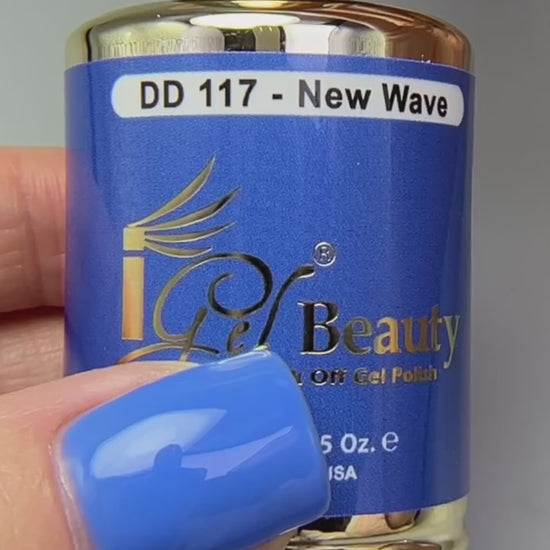 DD 117 - New Wave
iGel Beauty®
Off Gel Polish
5 Oz. e
USA